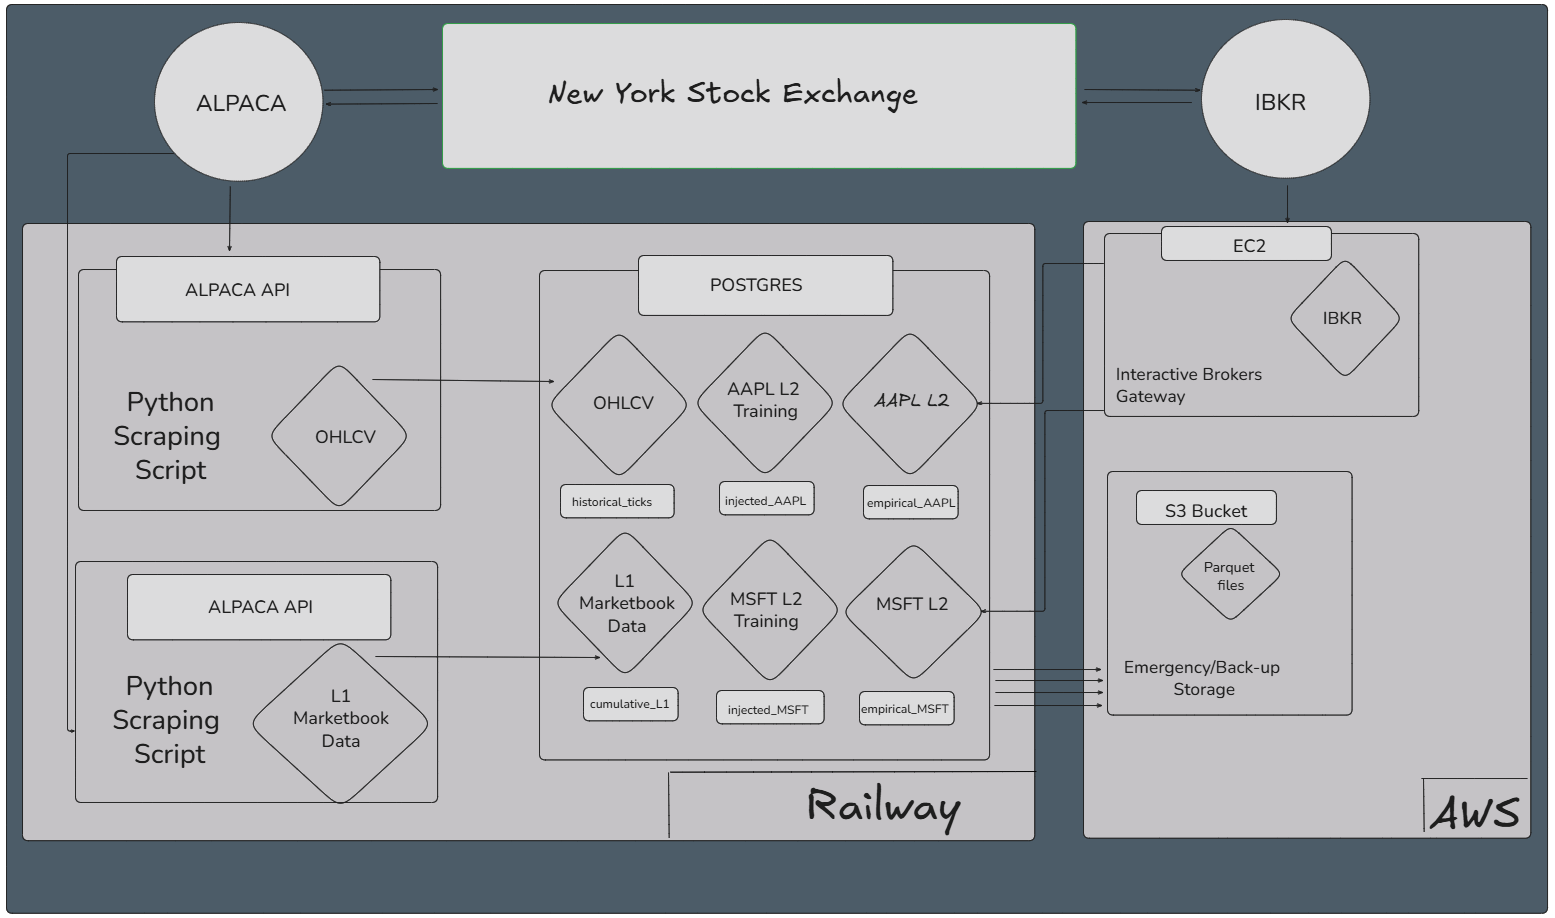 ALPACA
New York Stock Exchange
IBKR
ALPACA API
Python
Scraping
Script
OHLCV
ALPACA API
Python
Scraping
Script
L1
Marketbook
Data
POSTGRES
OHLCV
AAPL L2
Training
AAPL L2
historical_ticks
injected_AAPL
empirical_AAPL
L1
Marketbook
Data
MSFT L2
Training
MSFT L2
cumulative_L1
injected_MSFT
empirical_MSFT
Railway
EC2
IBKR
Interactive Brokers
Gateway
S3 Bucket
Parquet
files
Emergency/Back-up
Storage
AWS